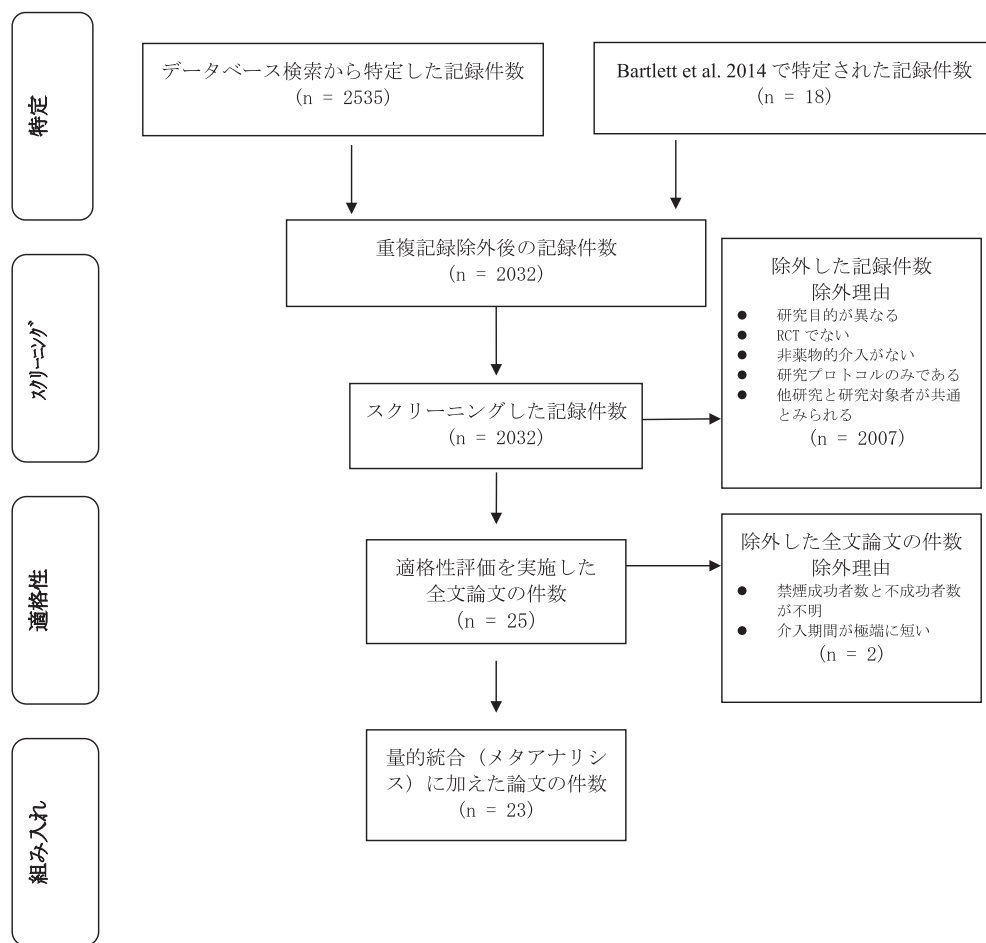 特定
データベース検索から特定した記録件数
(n = 2535)
Bartlett et al. 2014 で特定された記録件数
(n = 18)
重複記録除外後の記録件数
(n = 2032)
スクリーニング
スクリーニングした記録件数
(n = 2032)
除外した記録件数
除外理由
● 研究目的が異なる
● RCT でない
● 非薬物的介入がない
● 研究プロトコルのみである
● 他研究と研究対象者が共通
とみられる
(n = 2007)
適格性
適格性評価を実施した
全文論文の件数
(n = 25)
除外した全文論文の件数
除外理由
● 禁煙成功者数と不成功者数
が不明
● 介入期間が極端に短い
(n = 2)
組み入れ
量的統合（メタアナリシ
ス）に加えた論文の件数
(n = 23)